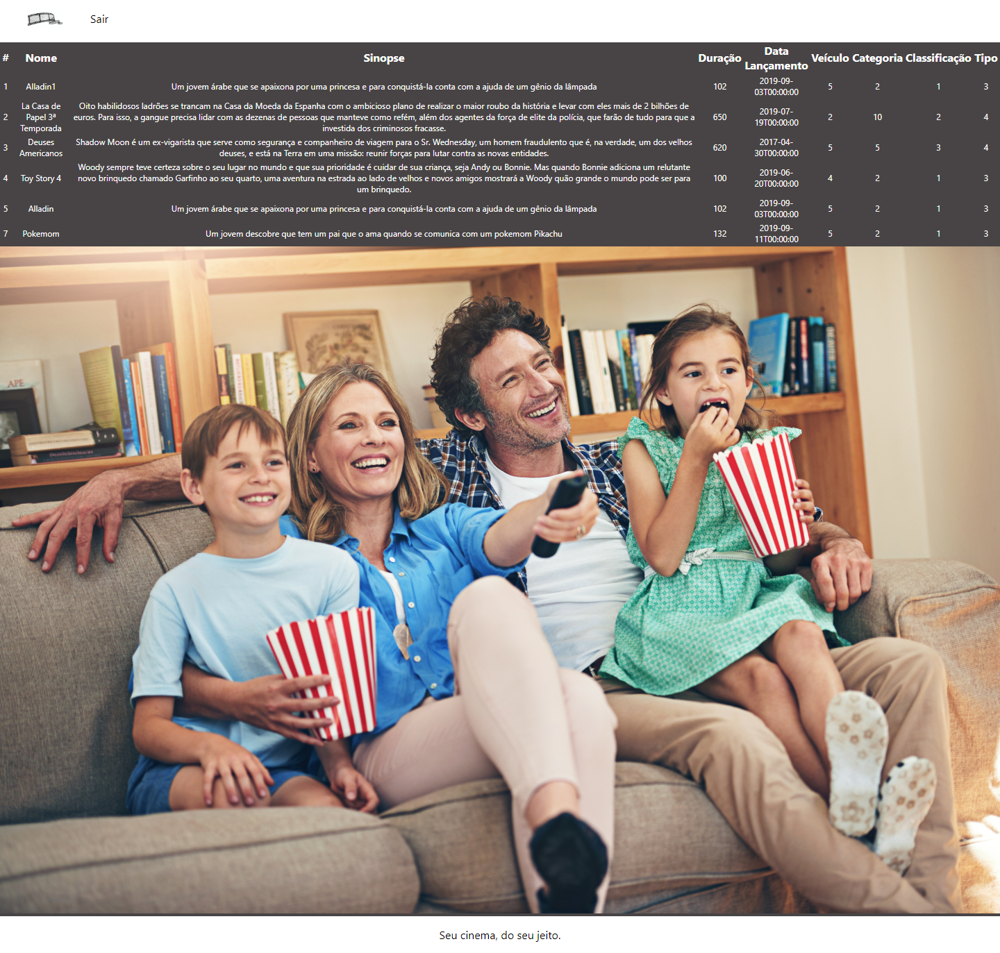 Sair
# Nome Sinopse Duração Data Lançamento Veículo Categoria Classificação Tipo
1 Alladin1 Um jovem árabe que se apaixona por uma princesa e para conquistá-la conta com a ajuda de um gênio da lâmpada 102 2019-09-03T00:00:00 5 2 1 3
2 La Casa de Papel 3ª Temporada Oito habilidosos ladrões se trancam na Casa da Moeda da Espanha com o ambicioso plano de realizar o maior roubo da história e levar com eles mais de 2 bilhões de euros. Para isso, a gangue precisa lidar com as dezenas de pessoas que manteve como refém, além dos agentes da força de elite da polícia, que farão de tudo para que a investida dos criminosos fracasse. 650 2019-07-19T00:00:00 2 10 2 4
3 Deuses Americanos Shadow Moon é um ex-vigarista que serve como segurança e companheiro de viagem para o Sr. Wednesday, um homem fraudulento que é, na verdade, um dos velhos deuses, e está na Terra em uma missão: reunir forças para lutar contra as novas entidades. 620 2017-04-30T00:00:00 5 5 3 4
4 Toy Story 4 Woody sempre teve certeza sobre o seu lugar no mundo e que sua prioridade é cuidar de sua criança, seja Andy ou Bonnie. Mas quando Bonnie adiciona um relutante novo brinquedo chamado Garfinho ao seu quarto, uma aventura na estrada ao lado de velhos e novos amigos mostrará a Woody quão grande o mundo pode ser para um brinquedo. 100 2019-06-20T00:00:00 4 2 1 3
5 Alladin Um jovem árabe que se apaixona por uma princesa e para conquistá-la conta com a ajuda de um gênio da lâmpada 102 2019-09-03T00:00:00 5 2 1 3
7 Pokemom Um jovem descobre que tem um pai que o ama quando se comunica com um pokemom Pikachu 132 2019-09-11T00:00:00 5 2 1 3
APE
Seu cinema, do seu jeito.